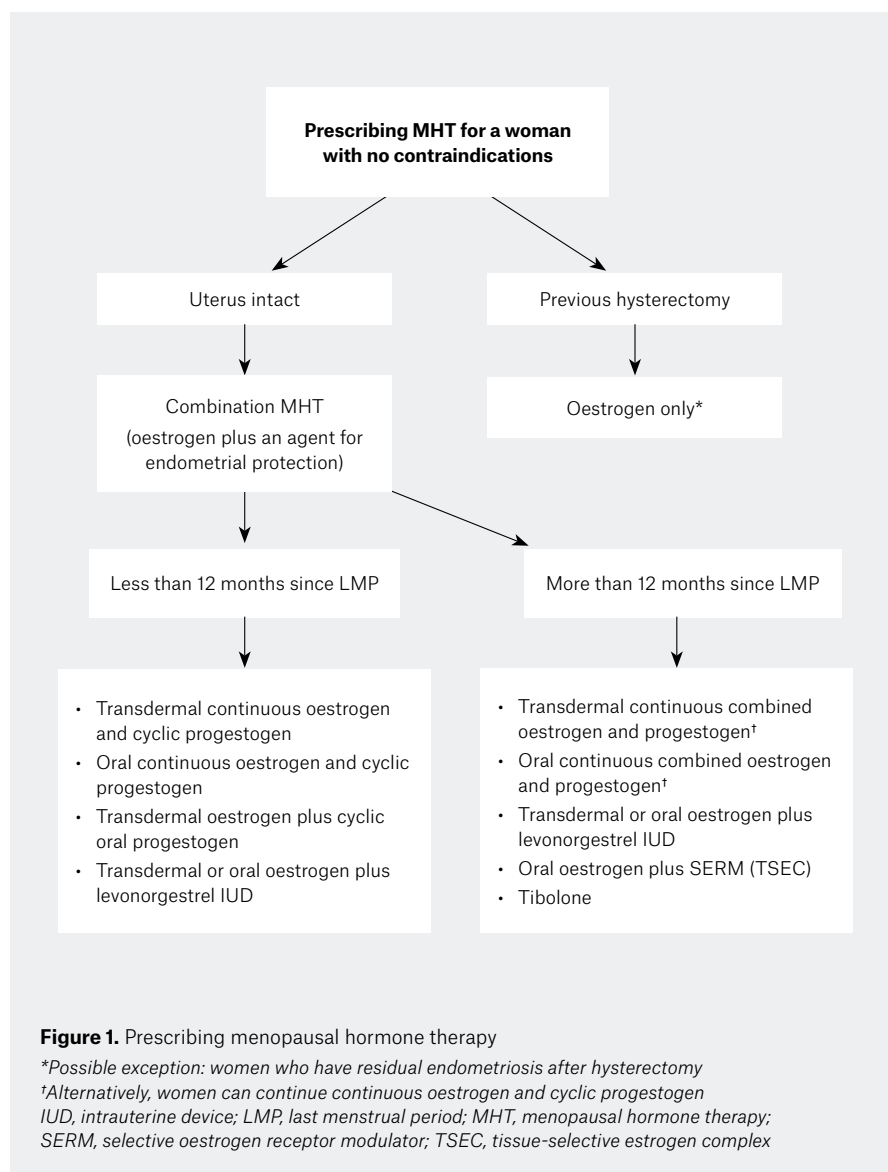 Prescribing MHT for a woman
with no contraindications
Uterus intact
Previous hysterectomy
Combination MHT
(oestrogen plus an agent for
endometrial protection)
Oestrogen only*
Less than 12 months since LMP
More than 12 months since LMP
• Transdermal continuous oestrogen
and cyclic progestogen
• Oral continuous oestrogen and cyclic
progestogen
• Transdermal oestrogen plus cyclic
oral progestogen
• Transdermal or oral oestrogen plus
levonorgestrel IUD
• Transdermal continuous combined
oestrogen and progestogen†
• Oral continuous combined oestrogen
and progestogen†
• Transdermal or oral oestrogen plus
levonorgestrel IUD
• Oral oestrogen plus SERM (TSEC)
• Tibolone
Figure 1. Prescribing menopausal hormone therapy
*Possible exception: women who have residual endometriosis after hysterectomy
†Alternatively, women can continue continuous oestrogen and cyclic progestogen
IUD, intrauterine device; LMP, last menstrual period; MHT, menopausal hormone therapy;
SERM, selective oestrogen receptor modulator; TSEC, tissue-selective estrogen complex